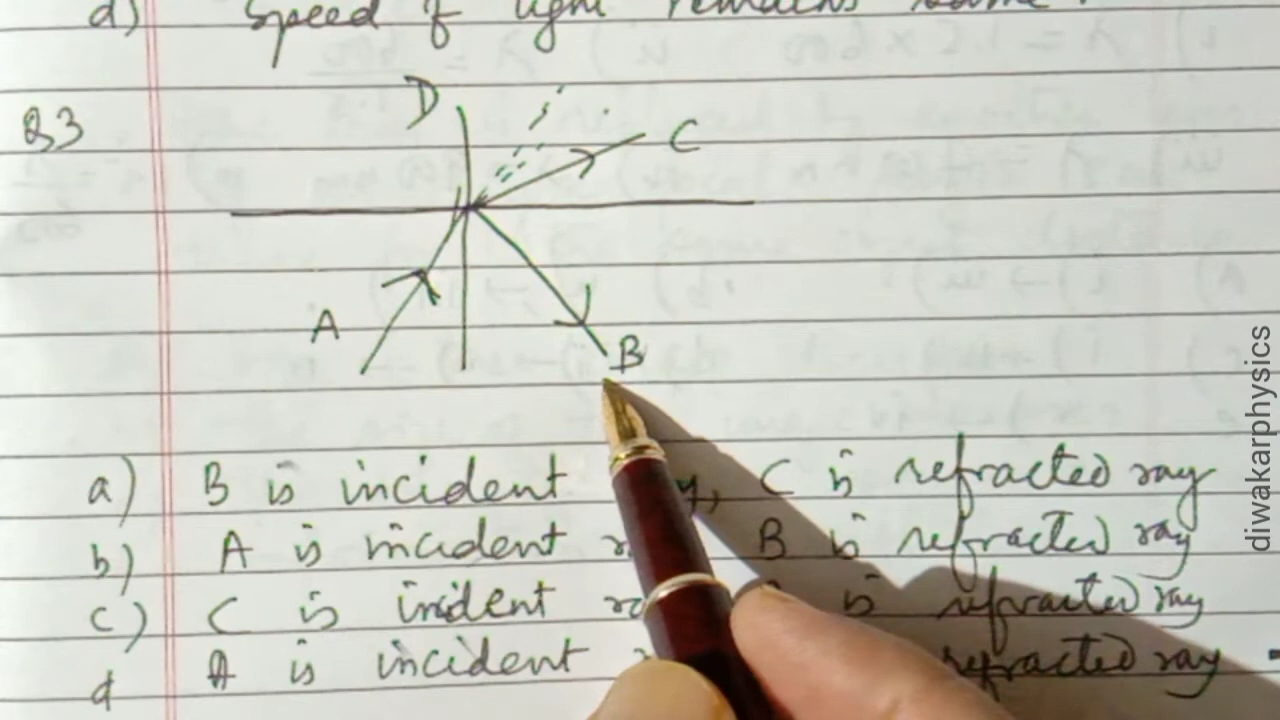 d) Speed of light remains same.
Q3
D
C
A
B
a) B is incident y, C is refracted ray
b) A is incident B is refracted ray
c) C is incident is refracted ray
d A is incident refracted ray
diwakarphysics